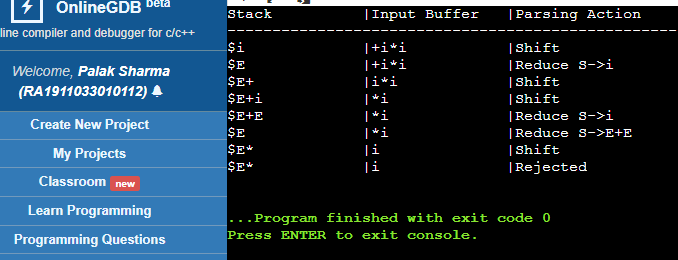 OnlineGDB beta
line compiler and debugger for c/c++
Welcome, Palak Sharma
(RA1911033010112)
Create New Project
My Projects
Classroom new
Learn Programming
Programming Questions
Stack |Input Buffer |Parsing Action
--------------------------------------------------
$i |+i*i |Shift
$E |+i*i |Reduce S->i
$E+ |i*i |Shift
$E+i |*i |Shift
$E+E |*i |Reduce S->i
$E |*i |Reduce S->E+E
$E* |i |Shift
$E* |i |Rejected
...Program finished with exit code 0
Press ENTER to exit console.